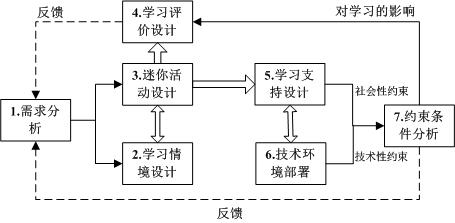 反馈
4.学习评
价设计
对学习的影响
3.迷你活
动设计
5.学习支
持设计
社会性约束
1.需求分
析
7.约束条
件分析
2.学习情
境设计
6.技术环
境部署
技术性约束
反馈